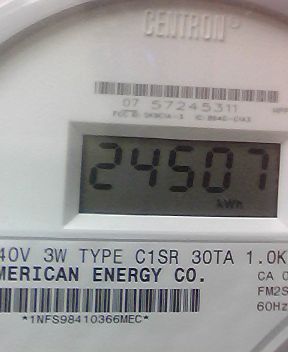 CENTRON®
07 57245311
24507
kWh
40V 3W TYPE C1SR 30TA 1.0K
MERICAN ENERGY CO.
CA 0
FM2S
60Hz
*1NFS98410366MEC*